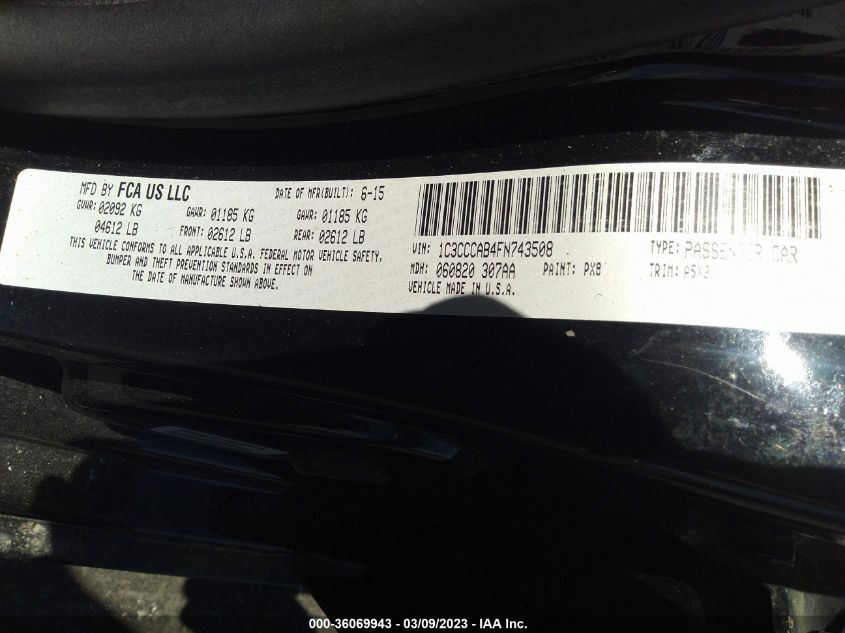 MFD BY FCA US LLC
DATE OF MFR(BUILT): 6-15
GVWR: 02092 KG GAWR: 01185 KG GAWR: 01185 KG
04612 LB FRONT: 02612 LB REAR: 02612 LB
THIS VEHICLE CONFORMS TO ALL APPLICABLE U.S.A. FEDERAL MOTOR VEHICLE SAFETY,
BUMPER AND THEFT PREVENTION STANDARDS IN EFFECT ON
THE DATE OF MANUFACTURE SHOWN ABOVE.
VIN: 1C3CCCAB4FN743508 TYPE: PASSENGER CAR
MDH: 060820 307AA PAINT: PX8 TRIM:
VEHICLE MADE IN U.S.A.
000-36069943 - 03/09/2023 - IAA Inc.